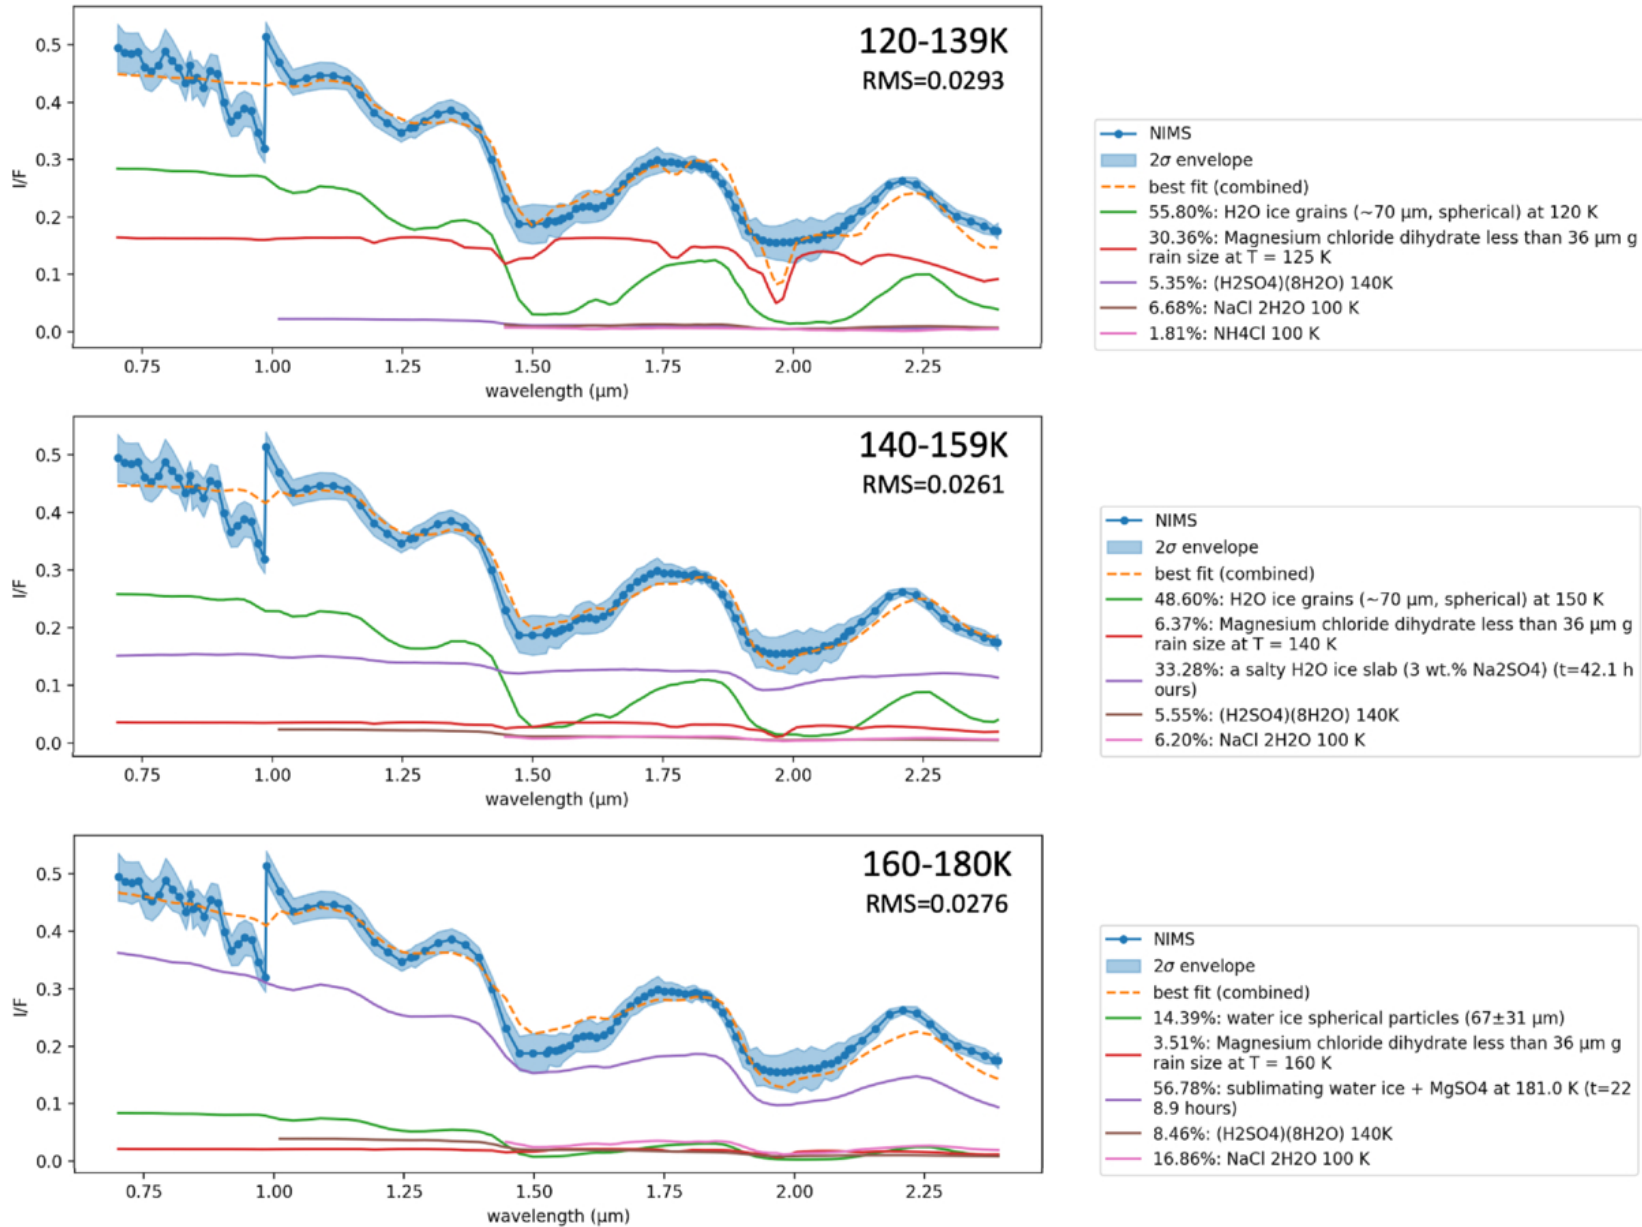 120-139K
RMS=0.0293
0.5
0.4
0.3
0.2
0.1
0.0
I/F
0.75
1.00
1.25
1.50
1.75
2.00
2.25
wavelength (μm)
NIMS
2σ envelope
best fit (combined)
55.80%: H2O ice grains (~70 μm, spherical) at 120 K
30.36%: Magnesium chloride dihydrate less than 36 μm g
rain size at T = 125 K
5.35%: (H2SO4)(8H2O) 140K
6.68%: NaCl 2H2O 100 K
1.81%: NH4Cl 100 K
140-159K
RMS=0.0261
0.5
0.4
0.3
0.2
0.1
0.0
I/F
0.75
1.00
1.25
1.50
1.75
2.00
2.25
wavelength (μm)
NIMS
2σ envelope
best fit (combined)
48.60%: H2O ice grains (~70 μm, spherical) at 150 K
6.37%: Magnesium chloride dihydrate less than 36 μm g
rain size at T = 140 K
33.28%: a salty H2O ice slab (3 wt.% Na2SO4) (t=42.1 h
ours)
5.55%: (H2SO4)(8H2O) 140K
6.20%: NaCl 2H2O 100 K
160-180K
RMS=0.0276
0.5
0.4
0.3
0.2
0.1
0.0
I/F
0.75
1.00
1.25
1.50
1.75
2.00
2.25
wavelength (μm)
NIMS
2σ envelope
best fit (combined)
14.39%: water ice spherical particles (67±31 μm)
3.51%: Magnesium chloride dihydrate less than 36 μm g
rain size at T = 160 K
56.78%: sublimating water ice + MgSO4 at 181.0 K (t=22
8.9 hours)
8.46%: (H2SO4)(8H2O) 140K
16.86%: NaCl 2H2O 100 K